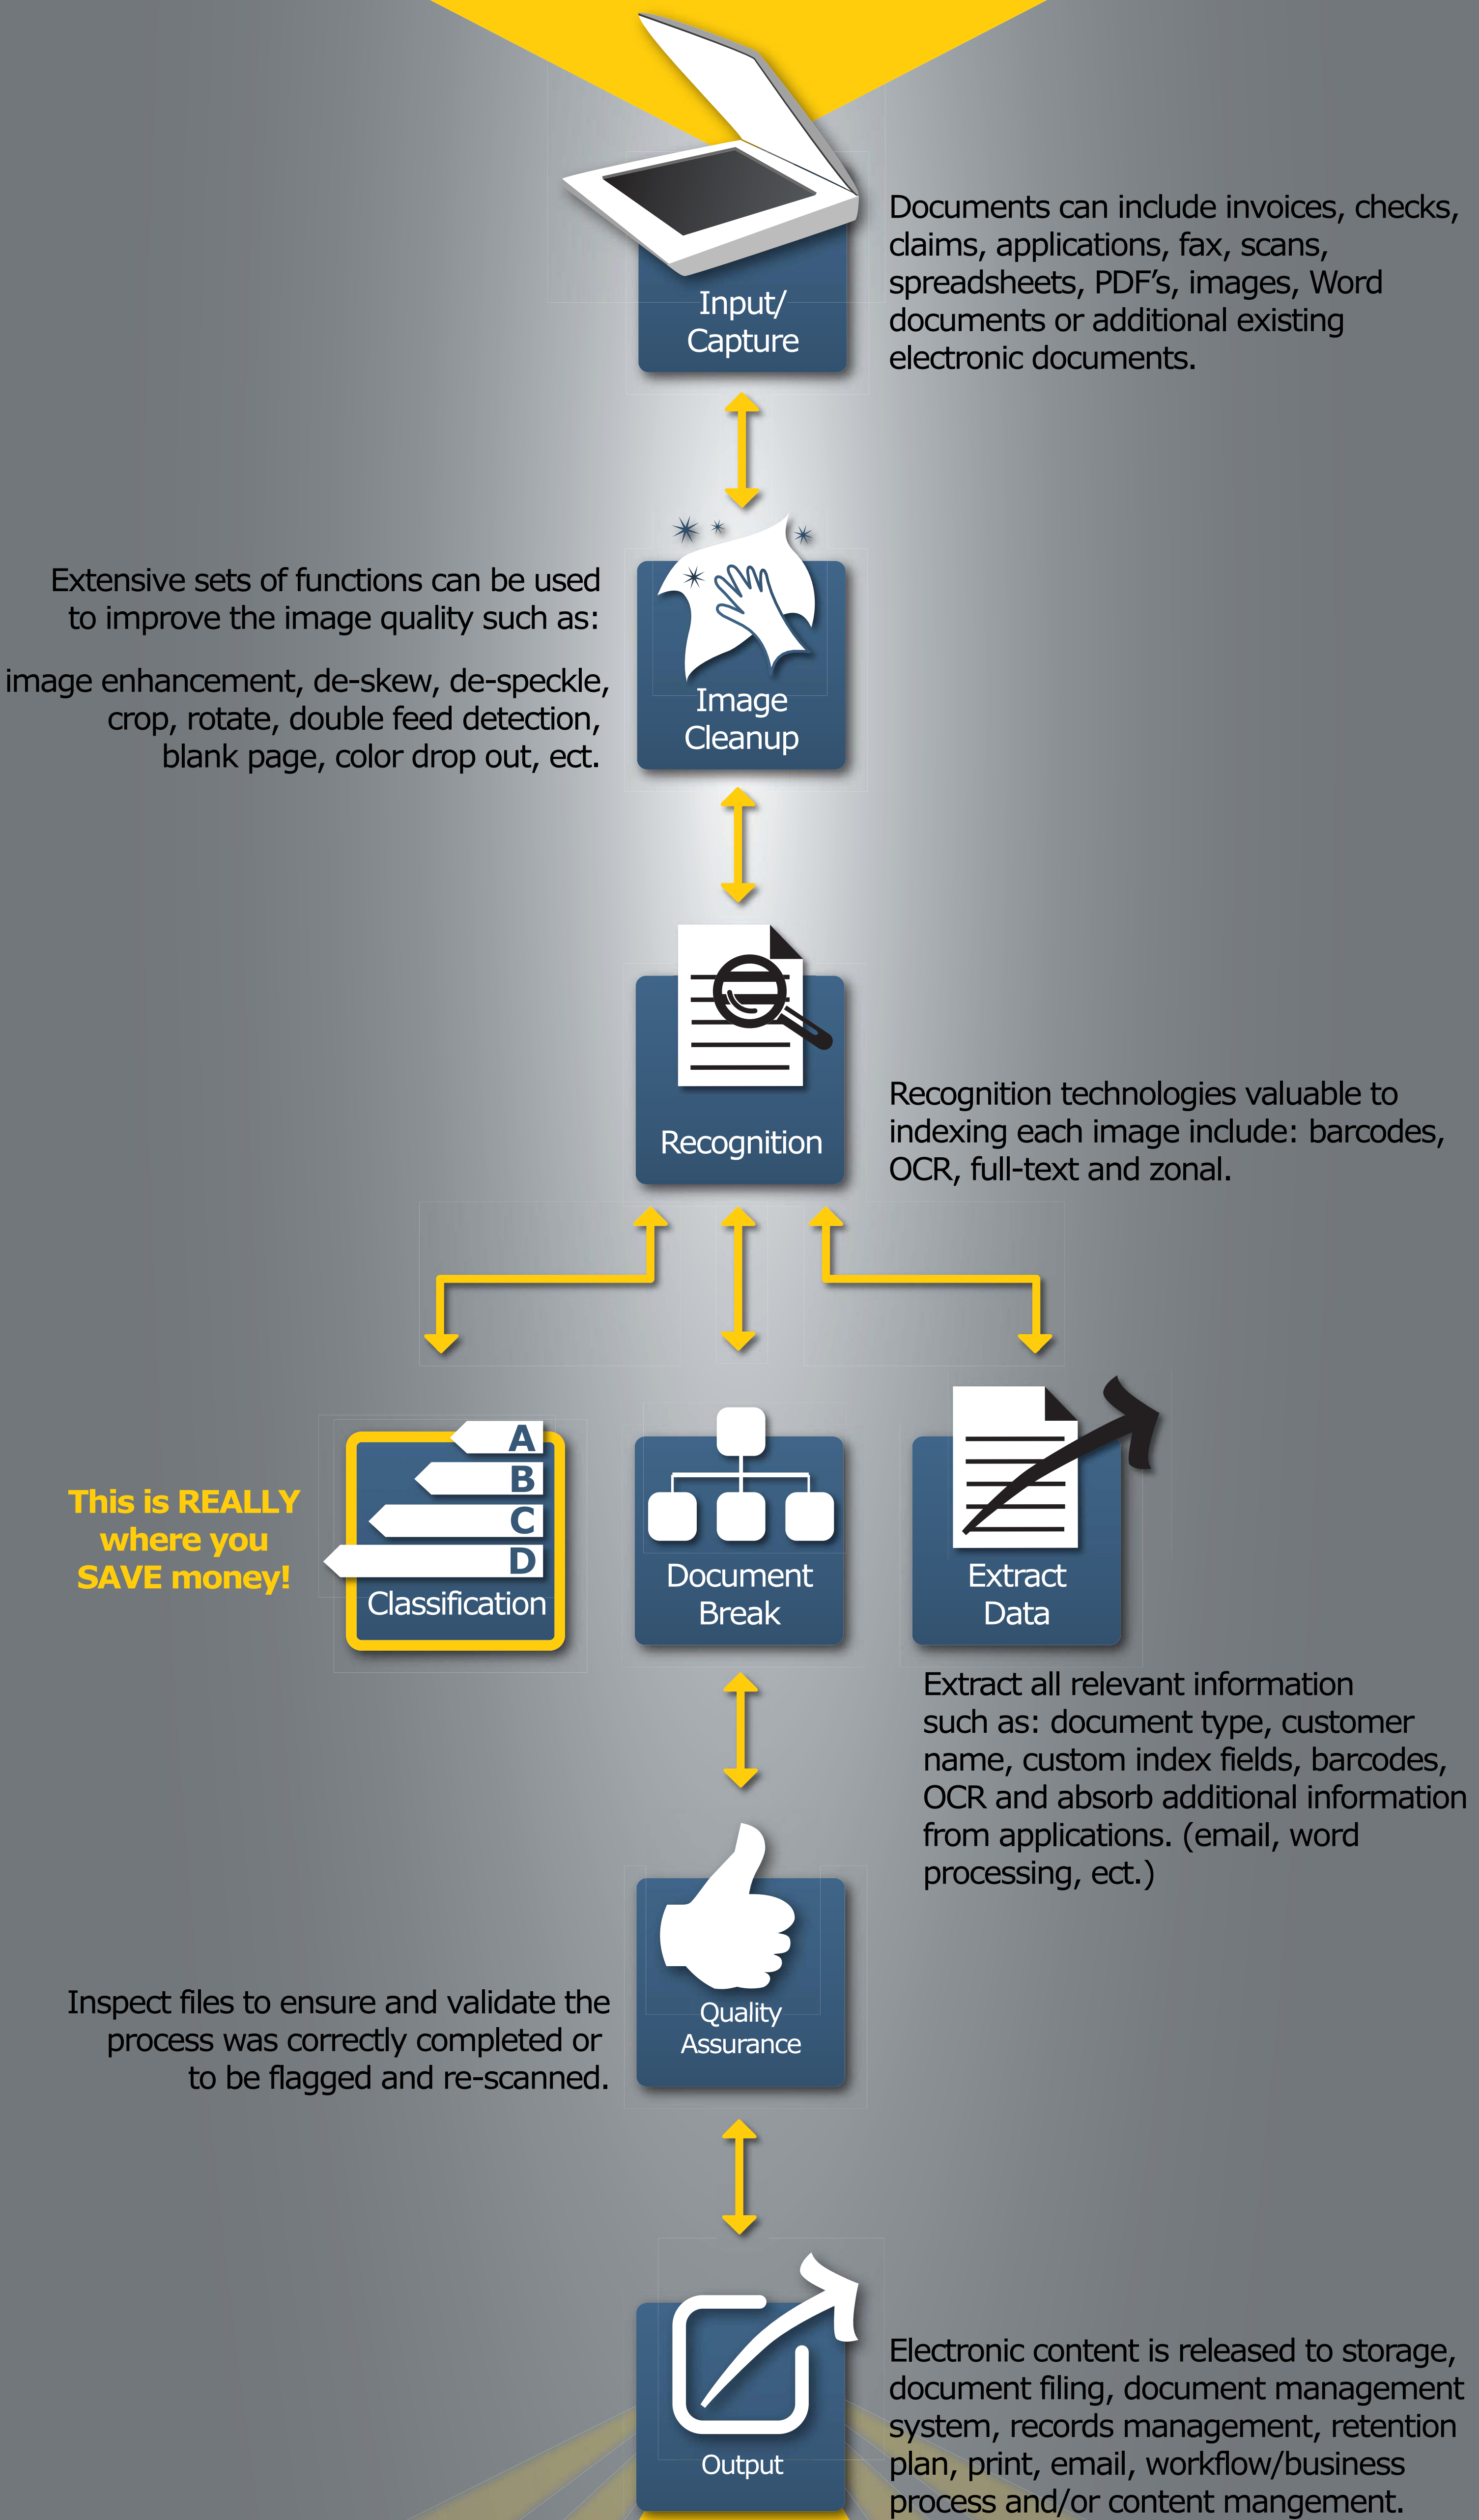 Input/
Capture
Documents can include invoices, checks,
claims, applications, fax, scans,
spreadsheets, PDF’s, images, Word
documents or additional existing
electronic documents.
Extensive sets of functions can be used
to improve the image quality such as:
image enhancement, de-skew, de-speckle,
crop, rotate, double feed detection,
blank page, color drop out, ect.
Image
Cleanup
Recognition
Recognition technologies valuable to
indexing each image include: barcodes,
OCR, full-text and zonal.
This is REALLY
where you
SAVE money!
A
B
C
D
Classification
Document
Break
Extract
Data
Extract all relevant information
such as: document type, customer
name, custom index fields, barcodes,
OCR and absorb additional information
from applications. (email, word
processing, ect.)
Inspect files to ensure and validate the
process was correctly completed or
to be flagged and re-scanned.
Quality
Assurance
Output
Electronic content is released to storage,
document filing, document management
system, records management, retention
plan, print, email, workflow/business
process and/or content mangement.